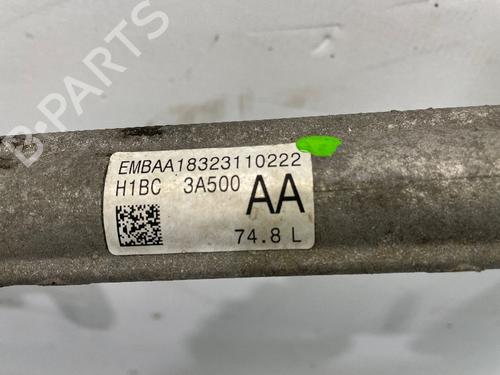 B-PARTS
EMBAA18323110222
H1BC 3A500 AA
74.8 L